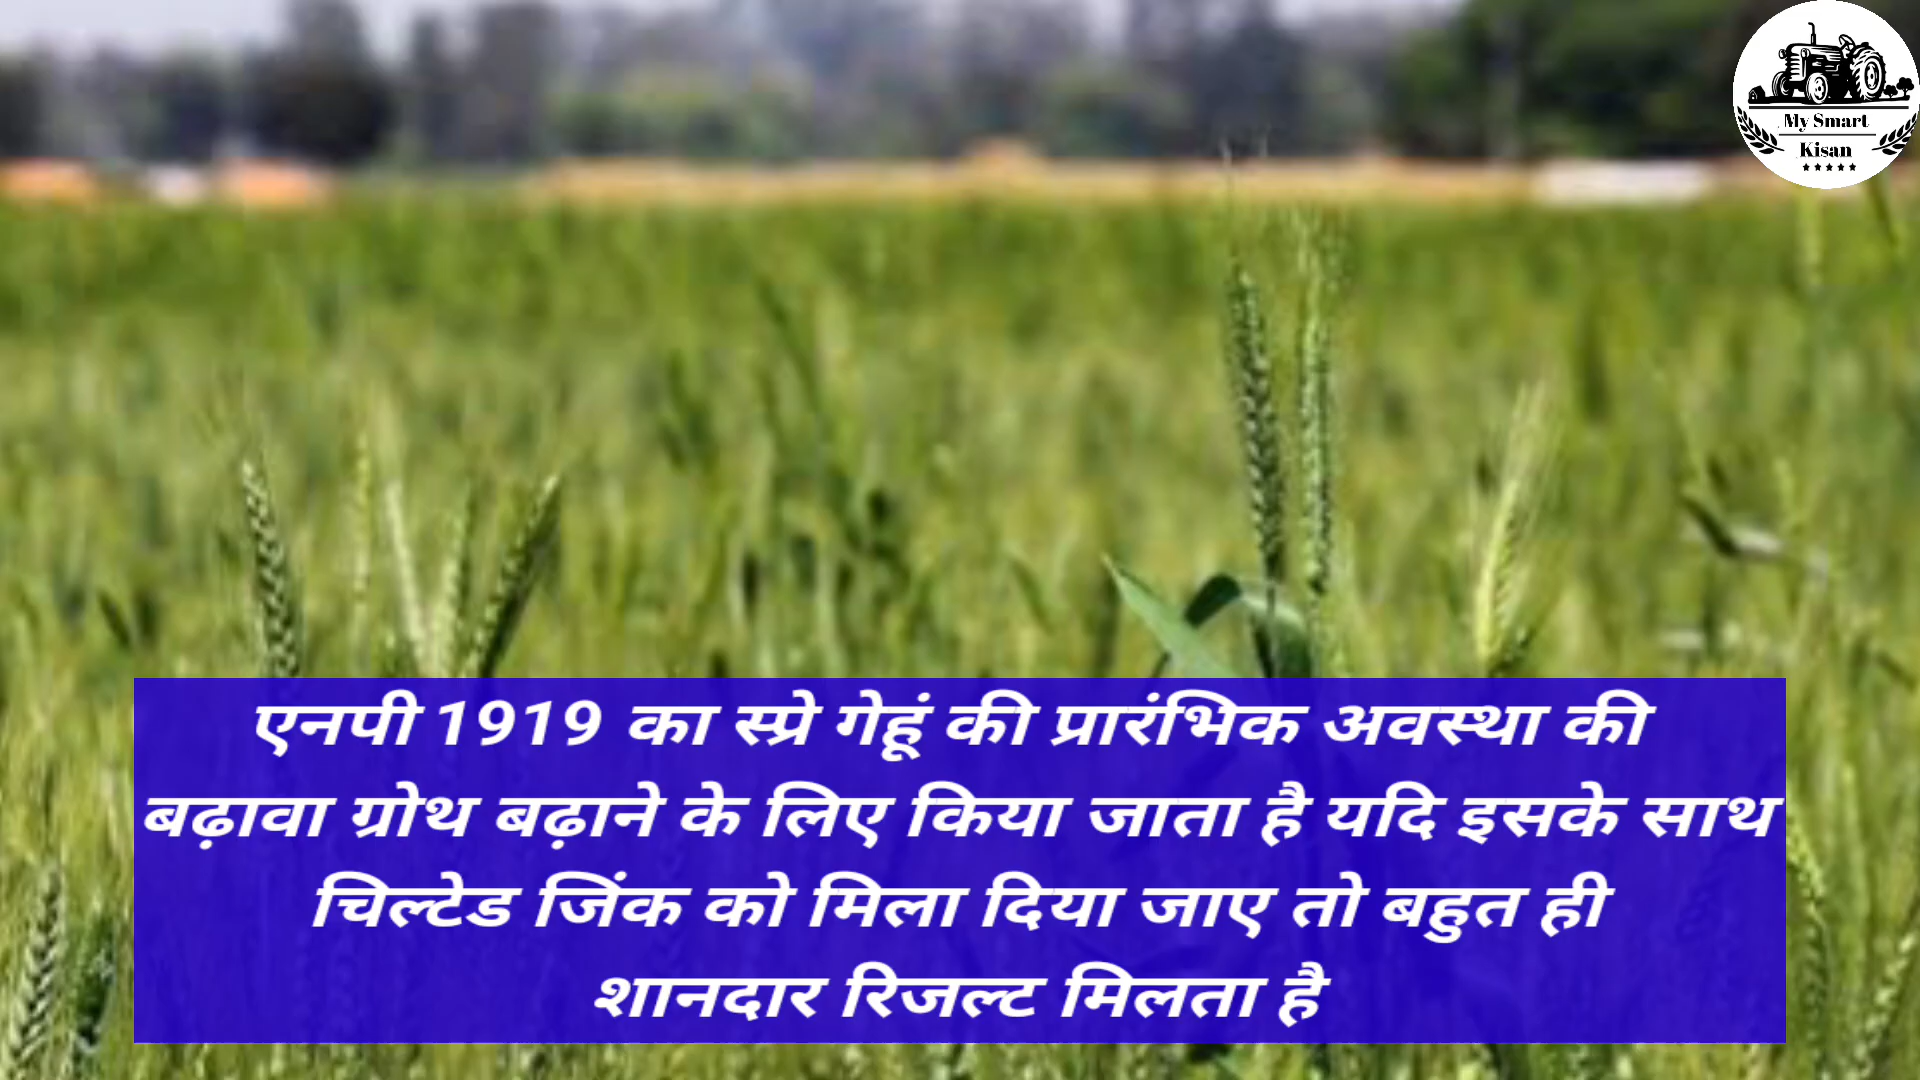 My Smart
Kisan
एनपी 1919 का स्प्रे गेहूं की प्रारंभिक अवस्था की
बढ़ावा ग्रोथ बढ़ाने के लिए किया जाता है यदि इसके साथ
चिल्टेड जिंक को मिला दिया जाए तो बहुत ही
शानदार रिजल्ट मिलता है